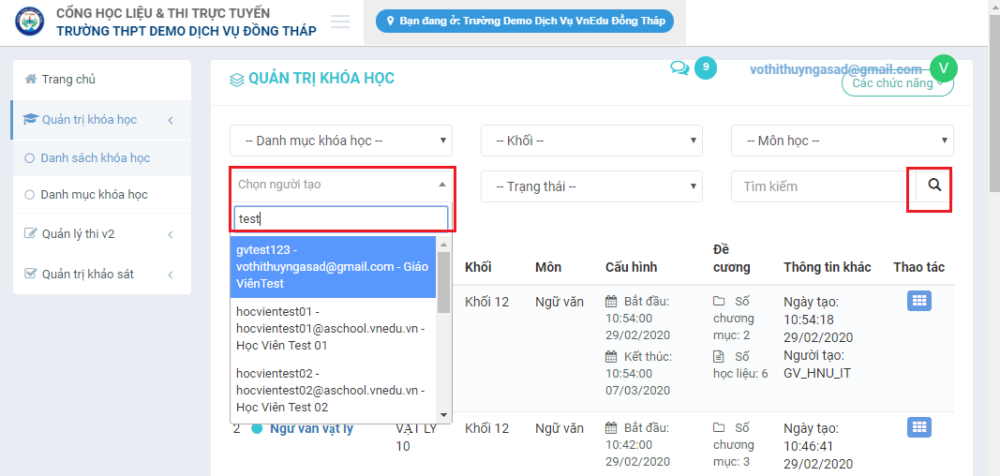 CỔNG HỌC LIỆU & THI TRỰC TUYẾN
TRƯỜNG THPT DEMO DỊCH VỤ ĐỒNG THÁP
Bạn đang ở: Trường Demo Dịch Vụ VnEdu Đồng Tháp
Trang chủ
Quản trị khóa học
Danh sách khóa học
Danh mục khóa học
Quản lý thi v2
Quản trị khảo sát
QUẢN TRỊ KHÓA HỌC
9
vothithuyngasad@gmail.com
V
Các chức năng
-- Danh mục khóa học --
-- Khối --
-- Môn học --
Chọn người tạo
-- Trạng thái --
Tìm kiếm
test
gvtest123 -
vothithuyngasad@gmail.com - Giáo
ViênTest
hocvientest01 -
hocvientest01@aschool.vnedu.vn -
Học Viên Test 01
hocvientest02 -
hocvientest02@aschool.vnedu.vn -
Học Viên Test 02
Khối
Môn
Cấu hình
Đề
cương
Thông tin khác
Thao tác
Khối 12
Ngữ văn
Bắt đầu:
10:54:00
29/02/2020
Kết thúc:
10:54:00
07/03/2020
Số
chương
mục: 2
Số
học liệu: 6
Ngày tạo:
10:54:18
29/02/2020
Người tạo:
GV_HNU_IT
2
Ngữ văn vật lý
VẬT LÝ
10
Khối 12
Ngữ văn
Bắt đầu:
10:42:00
29/02/2020
Số
chương
mục: 3
Ngày tạo:
10:46:41
29/02/2020